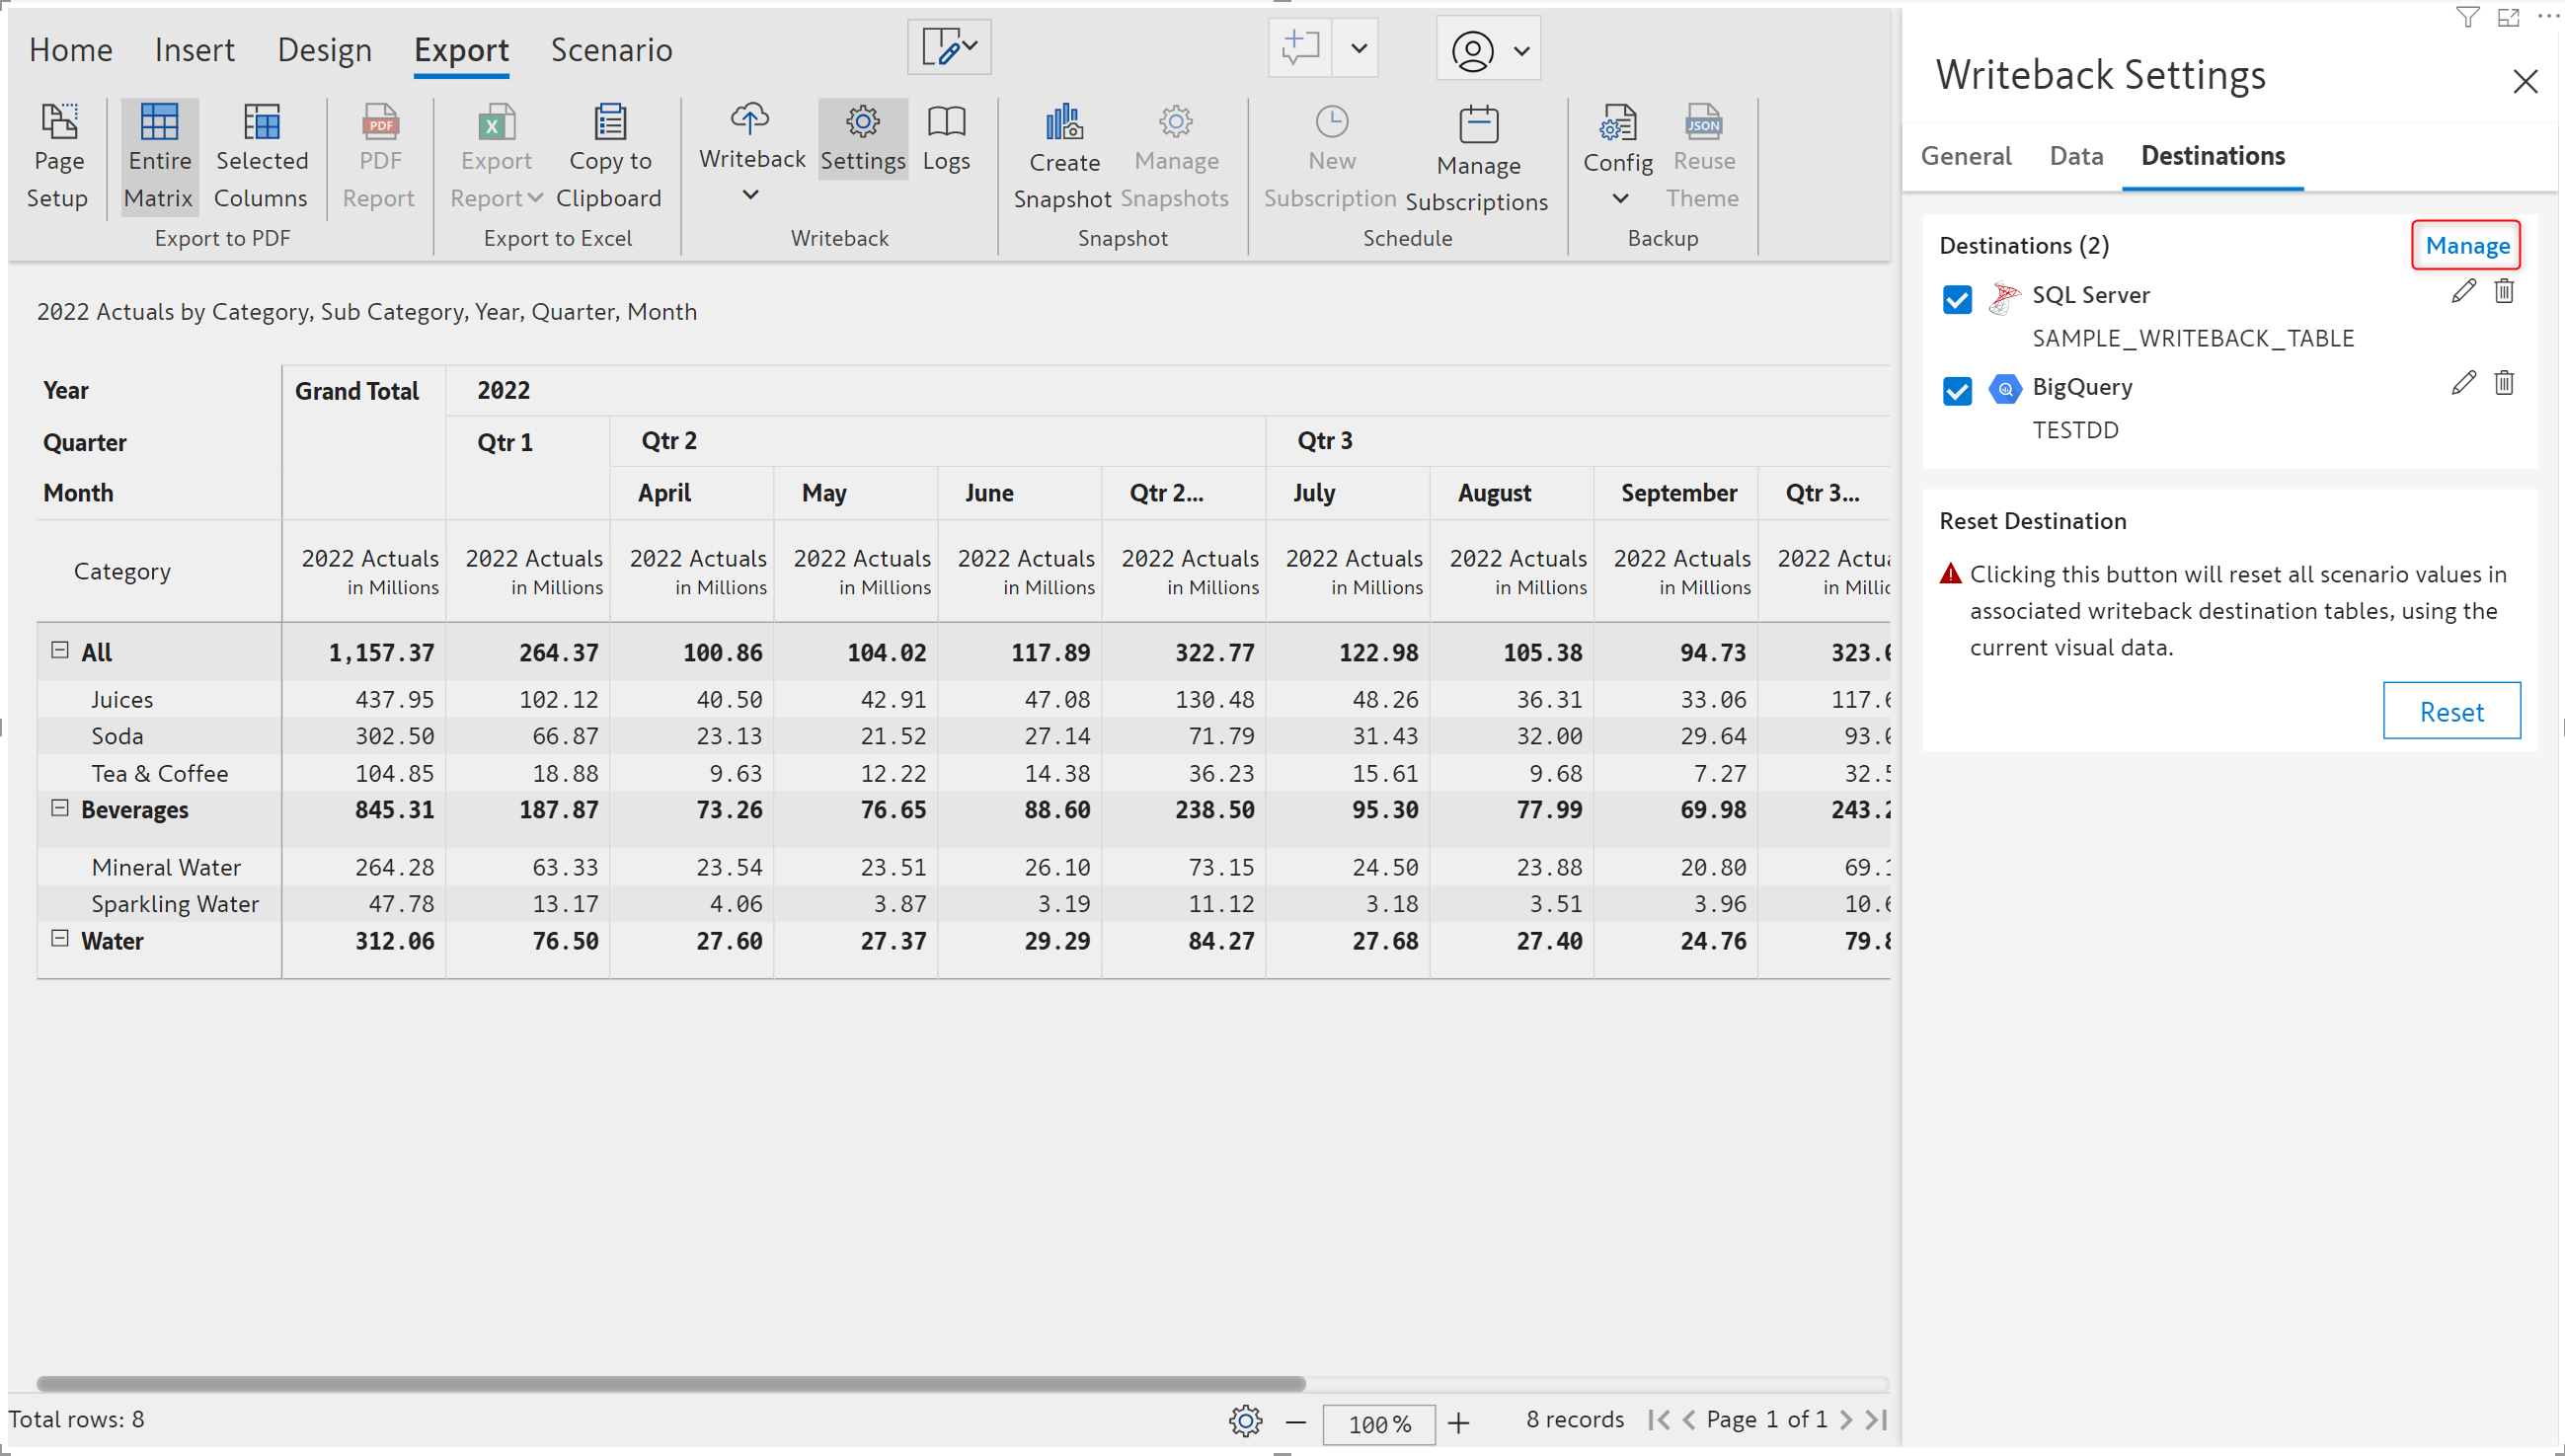 Home Insert Design Export Scenario
Page Setup
Entire Matrix
Selected Columns
PDF Report
Export Report
Copy to Clipboard
Writeback
Settings
Logs
Create Snapshot
Manage Snapshots
New Subscription
Manage Subscriptions
Config
Reuse Theme
Export to PDF Export to Excel Writeback Snapshot Schedule Backup
2022 Actuals by Category, Sub Category, Year, Quarter, Month
Year Grand Total 2022
Quarter Qtr 1 Qtr 2 Qtr 3
Month April May June Qtr 2... July August September Qtr 3...
Category 2022 Actuals 2022 Actuals 2022 Actuals 2022 Actuals 2022 Actuals 2022 Actuals 2022 Actuals 2022 Actuals 2022 Actuals
in Millions in Millions in Millions in Millions in Millions in Millions in Millions in Millions in Millions
All 1,157.37 264.37 100.86 104.02 117.89 322.77 122.98 105.38 94.73
Juices 437.95 102.12 40.50 42.91 47.08 130.48 48.26 36.31 33.06
Soda 302.50 66.87 23.13 21.52 27.14 71.79 31.43 32.00 29.64
Tea & Coffee 104.85 18.88 9.63 12.22 14.38 36.23 15.61 9.68 7.27
Beverages 845.31 187.87 73.26 76.65 88.60 238.50 95.30 77.99 69.98
Mineral Water 264.28 63.33 23.54 23.51 26.10 73.15 24.50 23.88 20.80
Sparkling Water 47.78 13.17 4.06 3.87 3.19 11.12 3.18 3.51 3.96
Water 312.06 76.50 27.60 27.37 29.29 84.27 27.68 27.40 24.76
Total rows: 8
100%
8 records
Page 1 of 1
Writeback Settings
General Data Destinations
Destinations (2) Manage
SQL Server
SAMPLE_WRITEBACK_TABLE
BigQuery
TESTDD
Reset Destination
Clicking this button will reset all scenario values in
associated writeback destination tables, using the
current visual data.
Reset